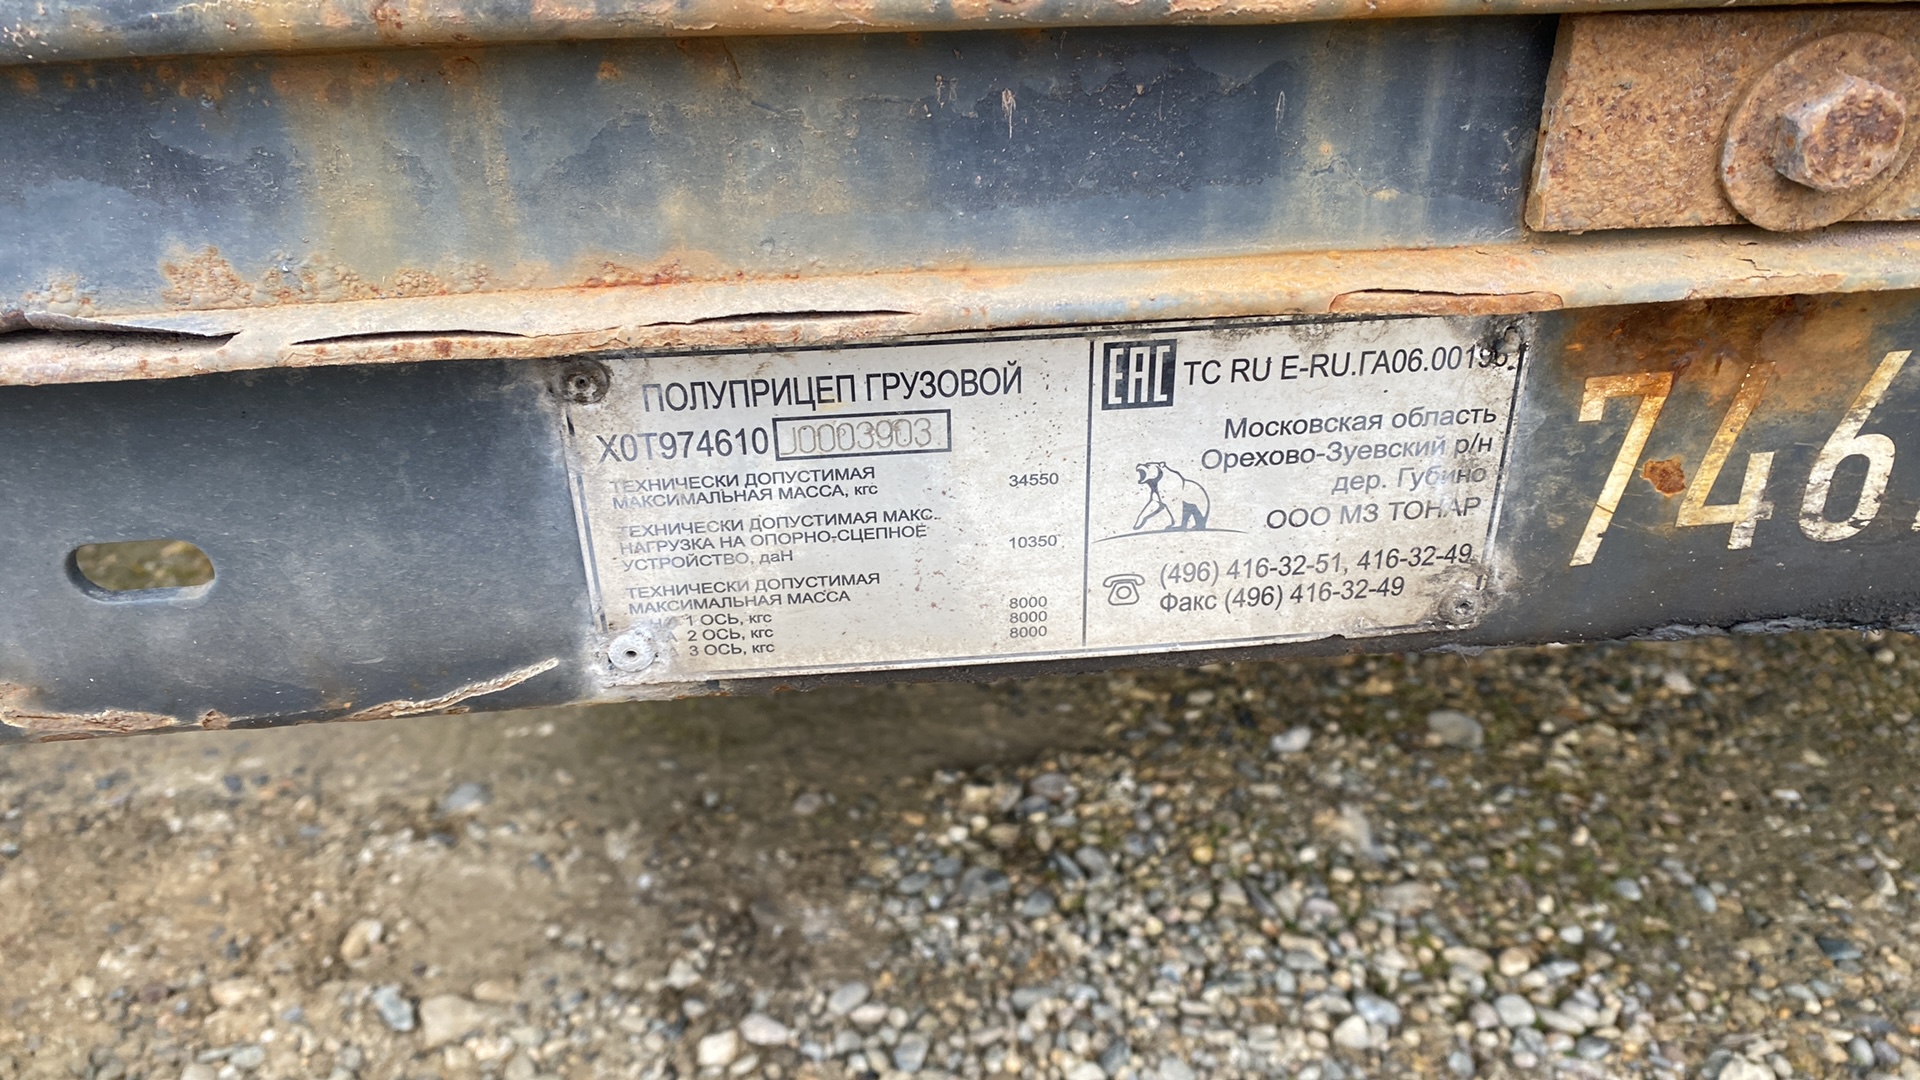 ПОЛУПРИЦЕП ГРУЗОВОЙ
X0T974610 J0003903
ТЕХНИЧЕСКИ ДОПУСТИМАЯ
МАКСИМАЛЬНАЯ МАССА, кгс 34550
ТЕХНИЧЕСКИ ДОПУСТИМАЯ МАКС.
НАГРУЗКА НА ОПОРНО-СЦЕПНОЕ
УСТРОЙСТВО, даН 10350
ТЕХНИЧЕСКИ ДОПУСТИМАЯ
МАКСИМАЛЬНАЯ МАССА
1 ОСЬ, кгс 8000
2 ОСЬ, кгс 8000
3 ОСЬ, кгс 8000
ЕАС ТС RU E-RU.ГА06.00196
Московская область
Орехово-Зуевский р/н
дер. Губино
ООО МЗ ТОНАР
(496) 416-32-51, 416-32-49
Факс (496) 416-32-49
746